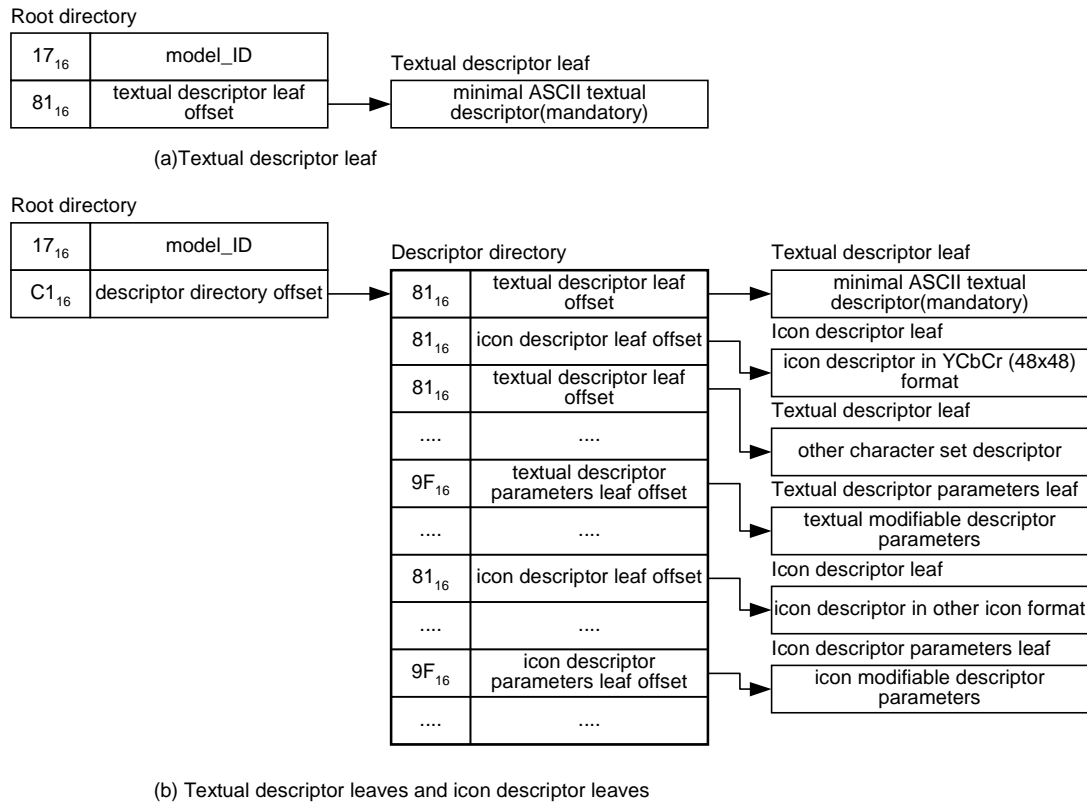 Root directory
17₁₆ model_ID
81₁₆ textual descriptor leaf
offset
Textual descriptor leaf
minimal ASCII textual
descriptor(mandatory)
(a)Textual descriptor leaf
Root directory
17₁₆ model_ID
C1₁₆ descriptor directory offset
Descriptor directory
81₁₆ textual descriptor leaf
offset
81₁₆ icon descriptor leaf offset
81₁₆ textual descriptor leaf
offset
.... ....
9F₁₆ textual descriptor
parameters leaf offset
.... ....
81₁₆ icon descriptor leaf offset
.... ....
9F₁₆ icon descriptor
parameters leaf offset
.... ....
Textual descriptor leaf
minimal ASCII textual
descriptor(mandatory)
Icon descriptor leaf
icon descriptor in YCbCr (48x48)
format
Textual descriptor leaf
other character set descriptor
Textual descriptor parameters leaf
textual modifiable descriptor
parameters
Icon descriptor leaf
icon descriptor in other icon format
Icon descriptor parameters leaf
icon modifiable descriptor
parameters
(b) Textual descriptor leaves and icon descriptor leaves